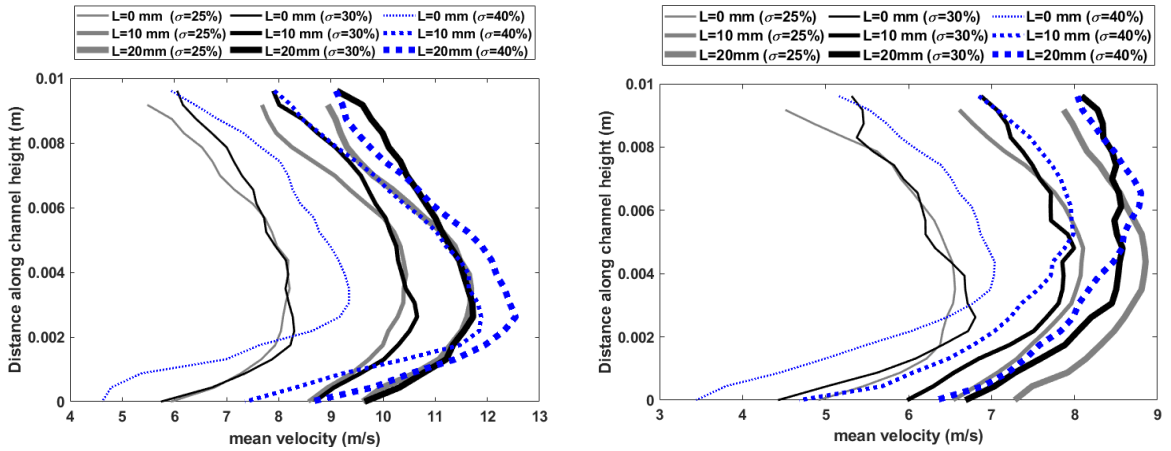 L=0 mm (σ=25%) L=0 mm (σ=30%) L=0 mm (σ=40%)
L=10 mm (σ=25%) L=10 mm (σ=30%) L=10 mm (σ=40%)
L=20mm (σ=25%) L=20mm (σ=30%) L=20mm (σ=40%)
0.01
0.008
0.006
0.004
0.002
0
Distance along channel height (m)
4 5 6 7 8 9 10 11 12 13
mean velocity (m/s)
L=0 mm (σ=25%) L=0 mm (σ=30%) L=0 mm (σ=40%)
L=10 mm (σ=25%) L=10 mm (σ=30%) L=10 mm (σ=40%)
L=20mm (σ=25%) L=20mm (σ=30%) L=20mm (σ=40%)
0.01
0.008
0.006
0.004
0.002
0
Distance along channel height (m)
3 4 5 6 7 8 9
mean velocity (m/s)